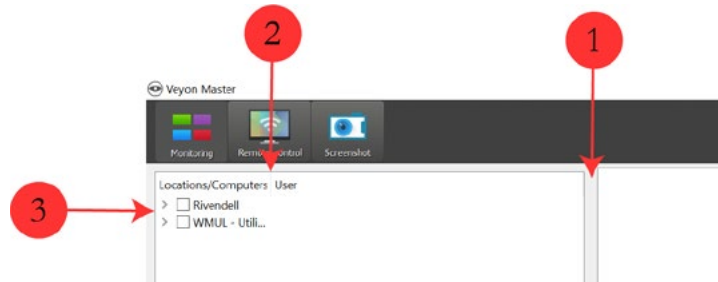 2
1
Veyon Master
Monitoring Remote Control Screenshot
Locations/Computers User
3
Rivendell
WMUL - Utili...